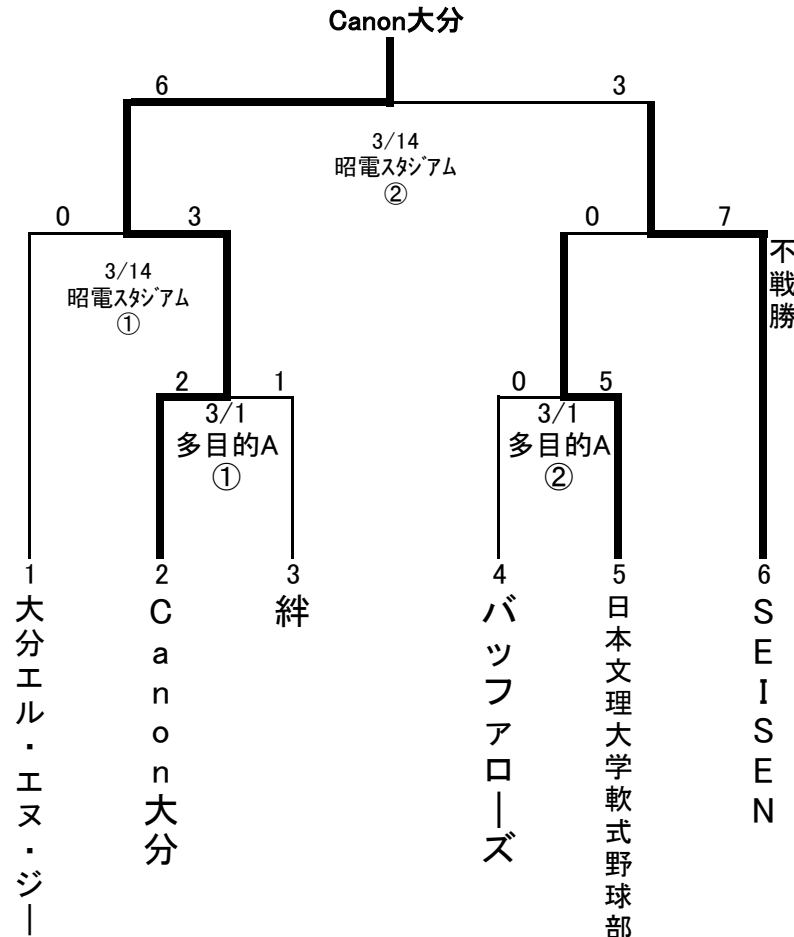 Canon大分
6
3
3/14
昭電スタジアム
②
0
3
0
7
不戦勝
3/14
昭電スタジアム
①
2
1
0
5
3/1
多目的A
①
3/1
多目的A
②
1
2
3
4
5
6
大分エル・エヌ・ジー
Canon大分
絆
バッファローズ
日本文理大学軟式野球部
SEISEN